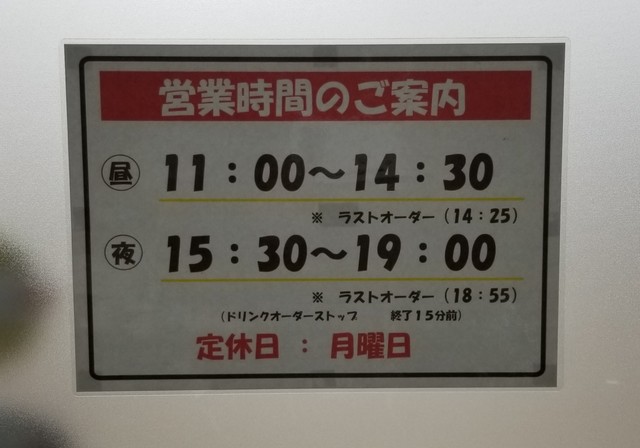 営業時間のご案内
昼 11：00～14：30
※ ラストオーダー（14：25）
夜 15：30～19：00
※ ラストオーダー（18：55）
（ドリンクオーダーストップ 終了15分前）
定休日 ： 月曜日